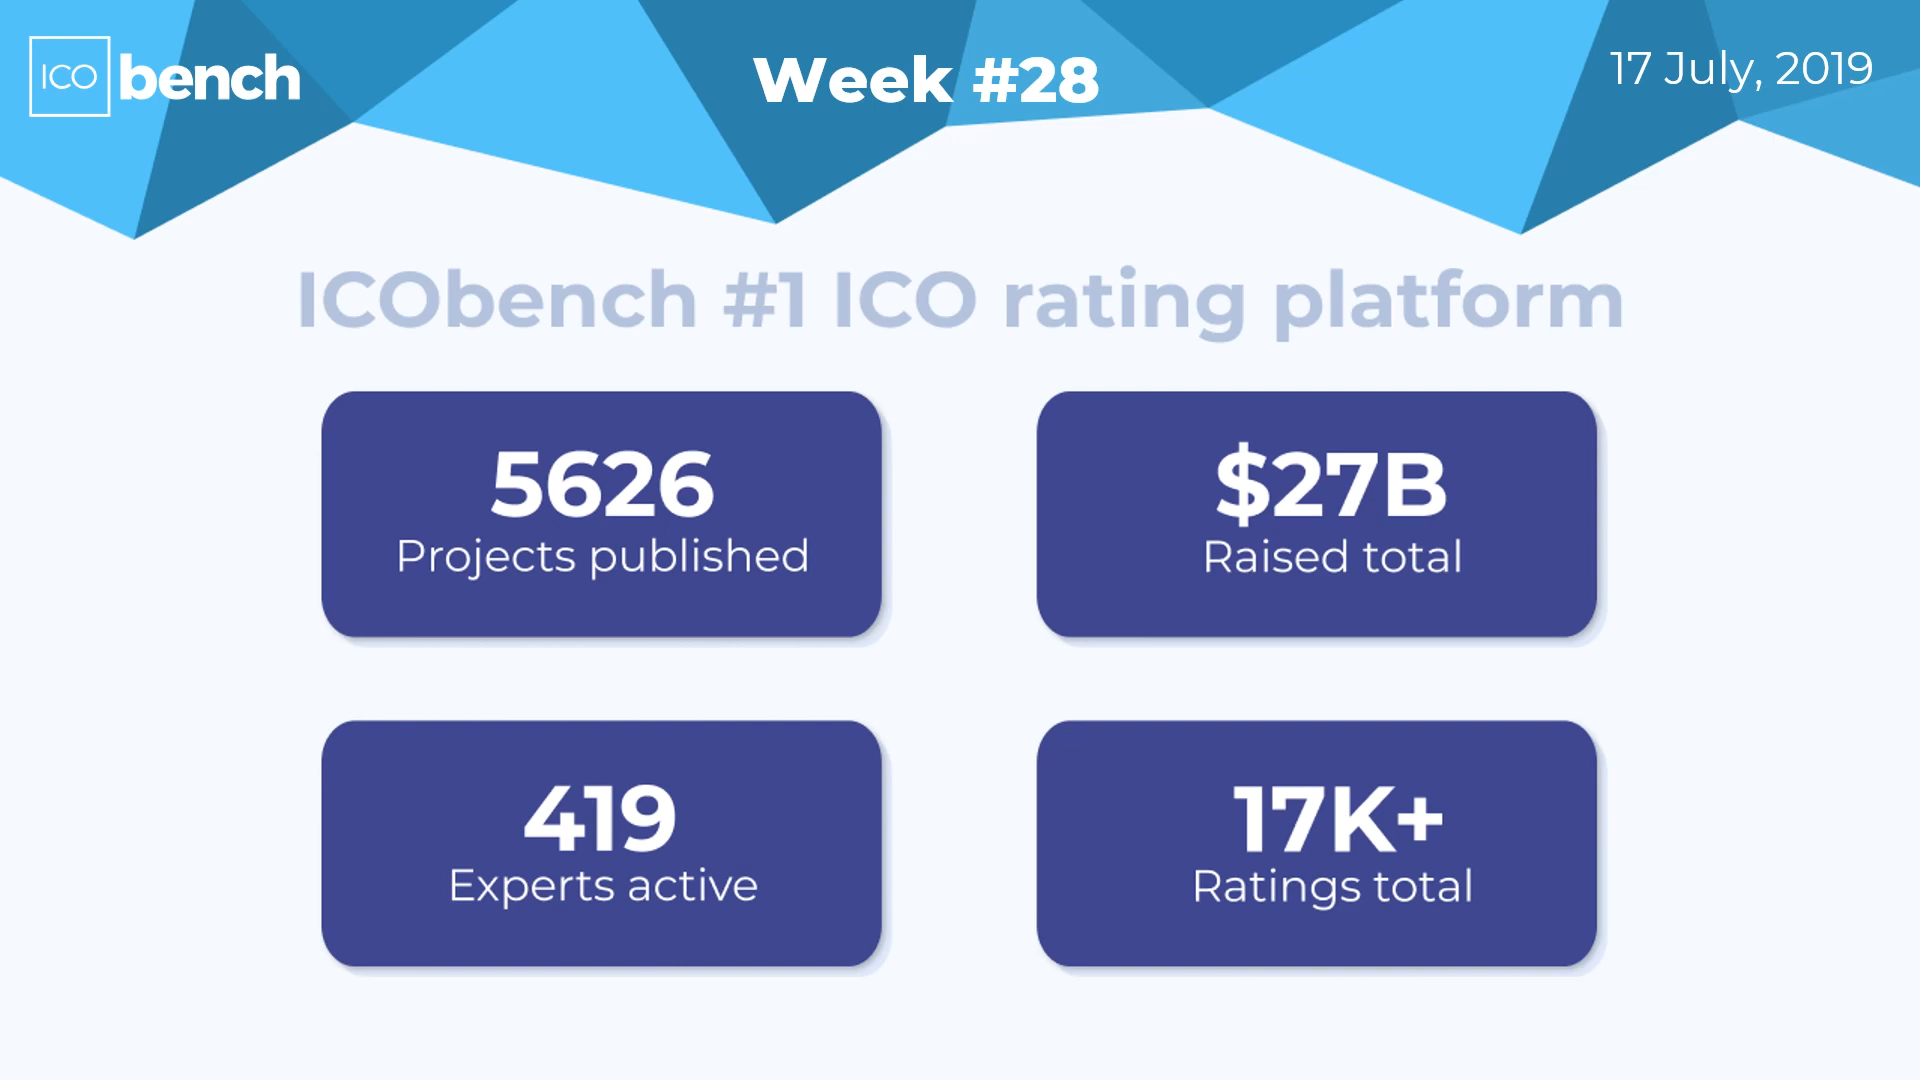 ICO bench
Week #28
17 July, 2019
ICObench #1 ICO rating platform
5626
Projects published
$27B
Raised total
419
Experts active
17K+
Ratings total